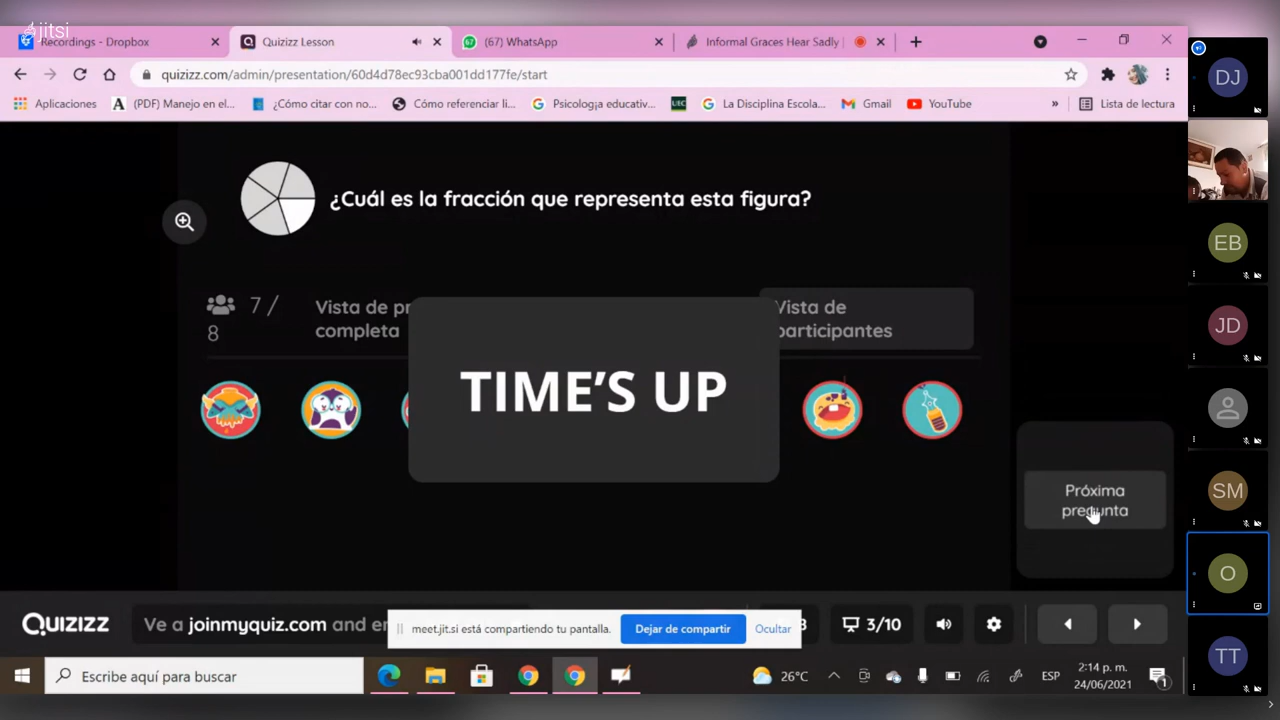 jitsi
Recordings - Dropbox
Quizizz Lesson
(67) WhatsApp
Informal Graces Hear Sadly
quizizz.com/admin/presentation/60d4d78ec93cba001dd177fe/start
Aplicaciones
(PDF) Manejo en el...
¿Cómo citar con no...
Cómo referenciar li...
Psicolog¡a educativ...
UEC
La Disciplina Escola...
Gmail
YouTube
»
Lista de lectura
¿Cuál es la fracción que representa esta figura?
7 /
8
Vista de pr
completa
Vista de
participantes
TIME'S UP
Próxima
pregunta
QUIZIZZ
Ve a joinmyquiz.com and en
meet.jit.si está compartiendo tu pantalla.
Dejar de compartir
Ocultar
3/10
Escribe aquí para buscar
26°C
ESP
2:14 p. m.
24/06/2021
1
DJ
EB
JD
SM
O
TT